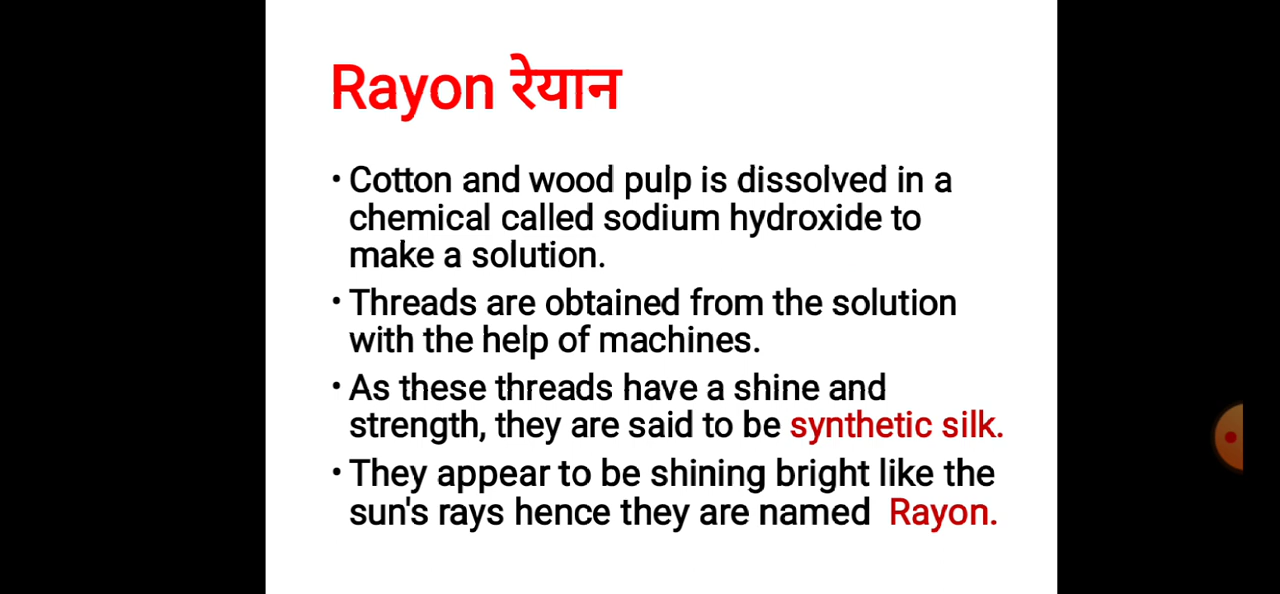 Rayon रेयान
• Cotton and wood pulp is dissolved in a
chemical called sodium hydroxide to
make a solution.
• Threads are obtained from the solution
with the help of machines.
• As these threads have a shine and
strength, they are said to be synthetic silk.
• They appear to be shining bright like the
sun's rays hence they are named Rayon.